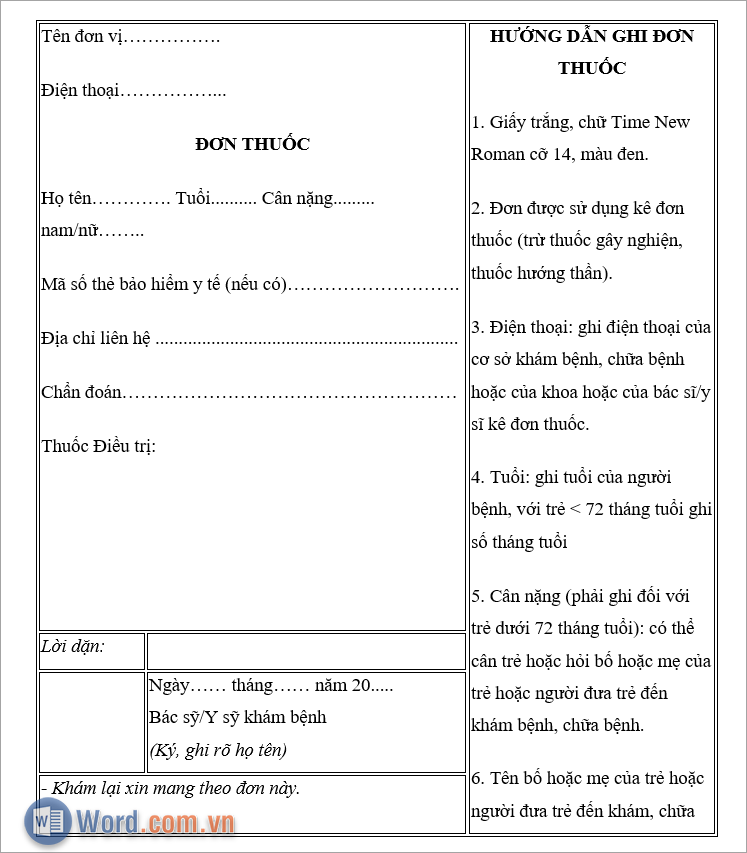 Tên đơn vị…………….
Điện thoại……………...
ĐƠN THUỐC
Họ tên…………. Tuổi.......... Cân nặng.........
nam/nữ……..
Mã số thẻ bảo hiểm y tế (nếu có)……………………….
Địa chỉ liên hệ .................................................................
Chẩn đoán………………………………………………
Thuốc Điều trị:
Lời dặn:
Ngày…… tháng…… năm 20.....
Bác sỹ/Y sỹ khám bệnh
(Ký, ghi rõ họ tên)
- Khám lại xin mang theo đơn này.
HƯỚNG DẪN GHI ĐƠN
THUỐC
1. Giấy trắng, chữ Time New
Roman cỡ 14, màu đen.
2. Đơn được sử dụng kê đơn
thuốc (trừ thuốc gây nghiện,
thuốc hướng thần).
3. Điện thoại: ghi điện thoại của
cơ sở khám bệnh, chữa bệnh
hoặc của khoa hoặc của bác sĩ/y
sĩ kê đơn thuốc.
4. Tuổi: ghi tuổi của người
bệnh, với trẻ < 72 tháng tuổi ghi
số tháng tuổi
5. Cân nặng (phải ghi đối với
trẻ dưới 72 tháng tuổi): có thể
cân trẻ hoặc hỏi bố hoặc mẹ của
trẻ hoặc người đưa trẻ đến
khám bệnh, chữa bệnh.
6. Tên bố hoặc mẹ của trẻ hoặc
người đưa trẻ đến khám, chữa
W Word.com.vn